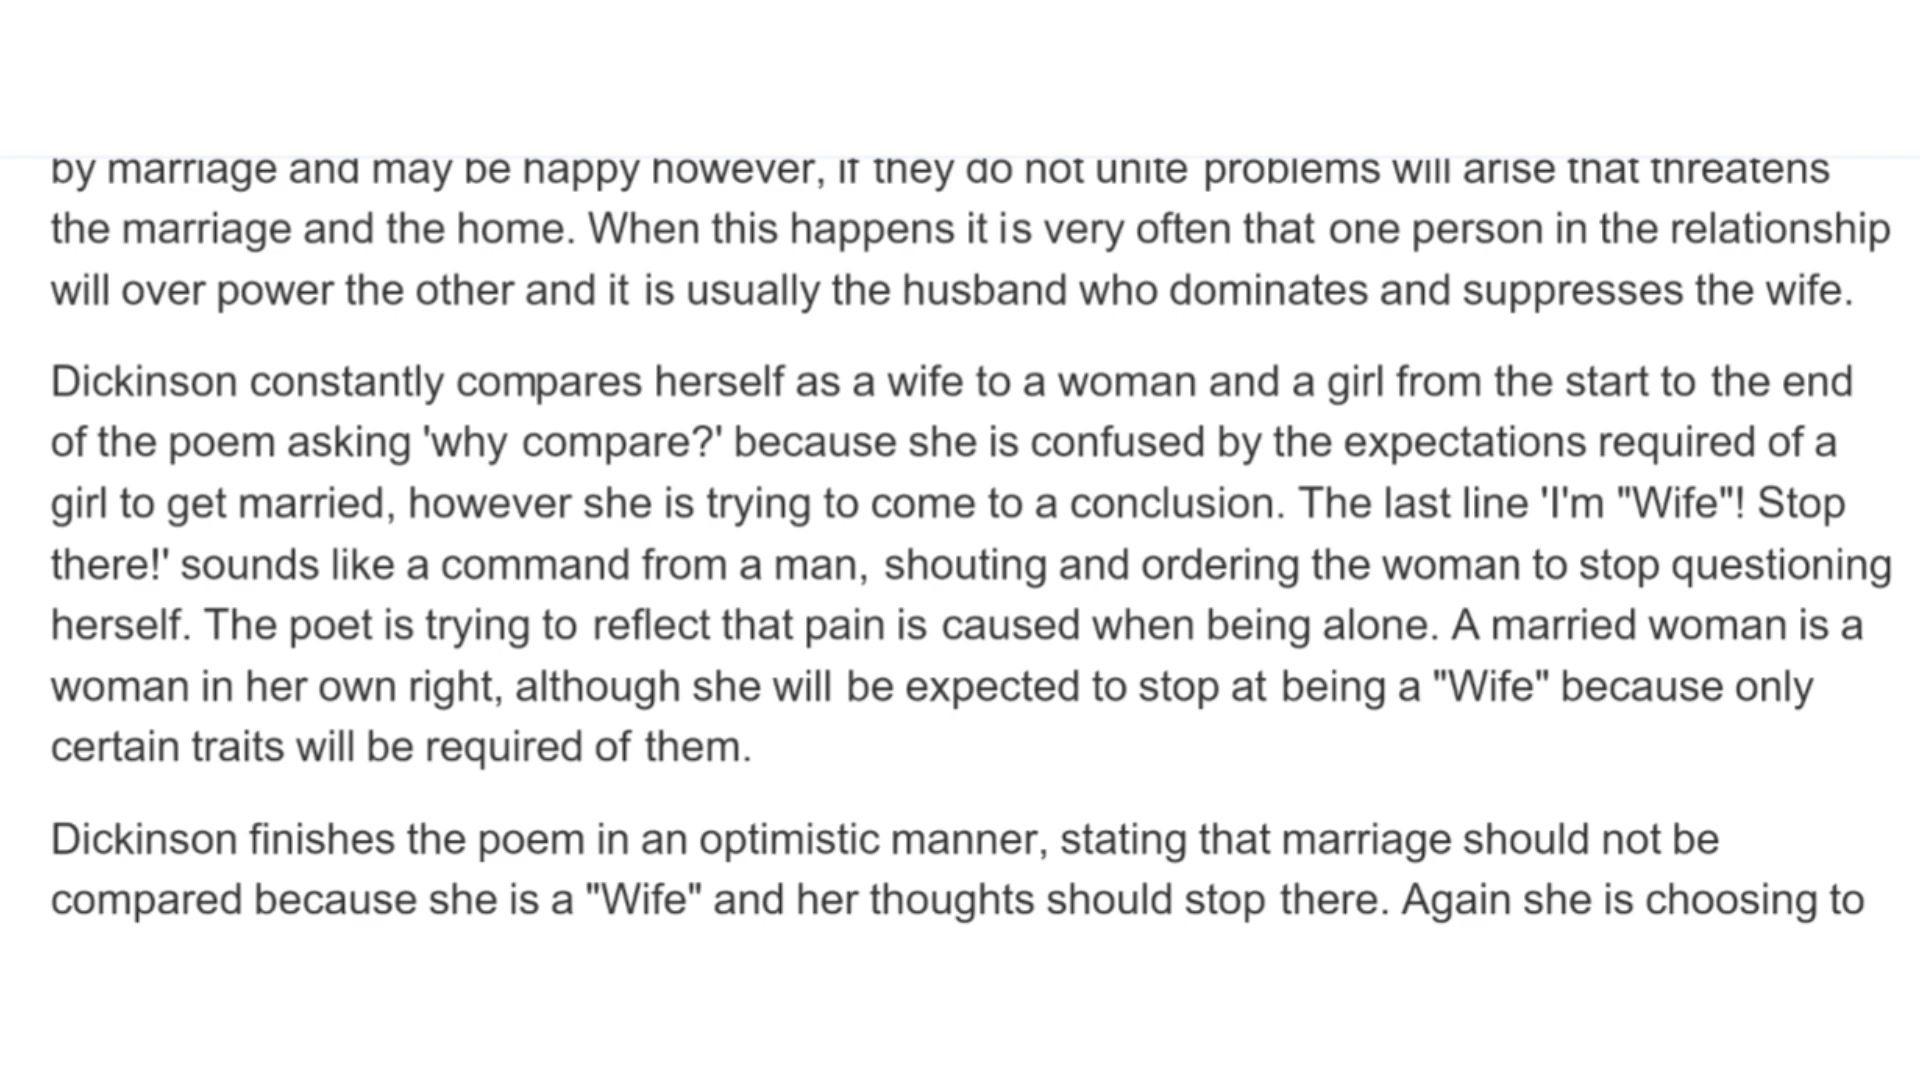 by marriage and may be happy however, if they do not unite problems will arise that threatens
the marriage and the home. When this happens it is very often that one person in the relationship
will over power the other and it is usually the husband who dominates and suppresses the wife.
Dickinson constantly compares herself as a wife to a woman and a girl from the start to the end
of the poem asking 'why compare?' because she is confused by the expectations required of a
girl to get married, however she is trying to come to a conclusion. The last line 'I'm "Wife"! Stop
there!' sounds like a command from a man, shouting and ordering the woman to stop questioning
herself. The poet is trying to reflect that pain is caused when being alone. A married woman is a
woman in her own right, although she will be expected to stop at being a "Wife" because only
certain traits will be required of them.
Dickinson finishes the poem in an optimistic manner, stating that marriage should not be
compared because she is a "Wife" and her thoughts should stop there. Again she is choosing to